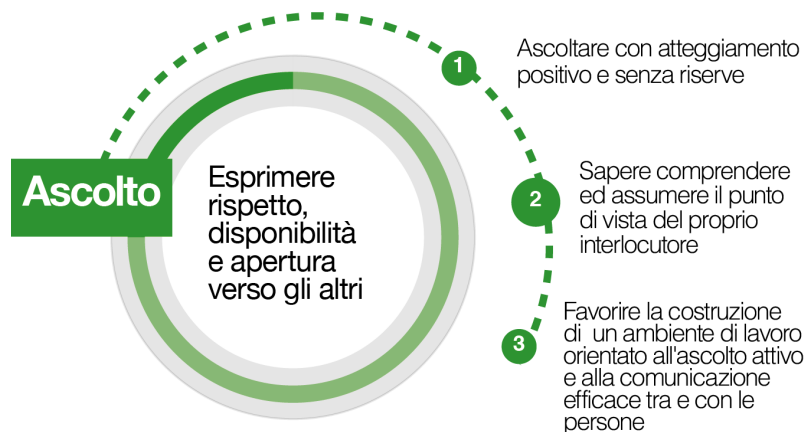 Ascolto
Esprimere
rispetto,
disponibilità
e apertura
verso gli altri
1
Ascoltare con atteggiamento
positivo e senza riserve
2
Sapere comprendere
ed assumere il punto
di vista del proprio
interlocutore
3
Favorire la costruzione
di un ambiente di lavoro
orientato all'ascolto attivo
e alla comunicazione
efficace tra e con le
persone